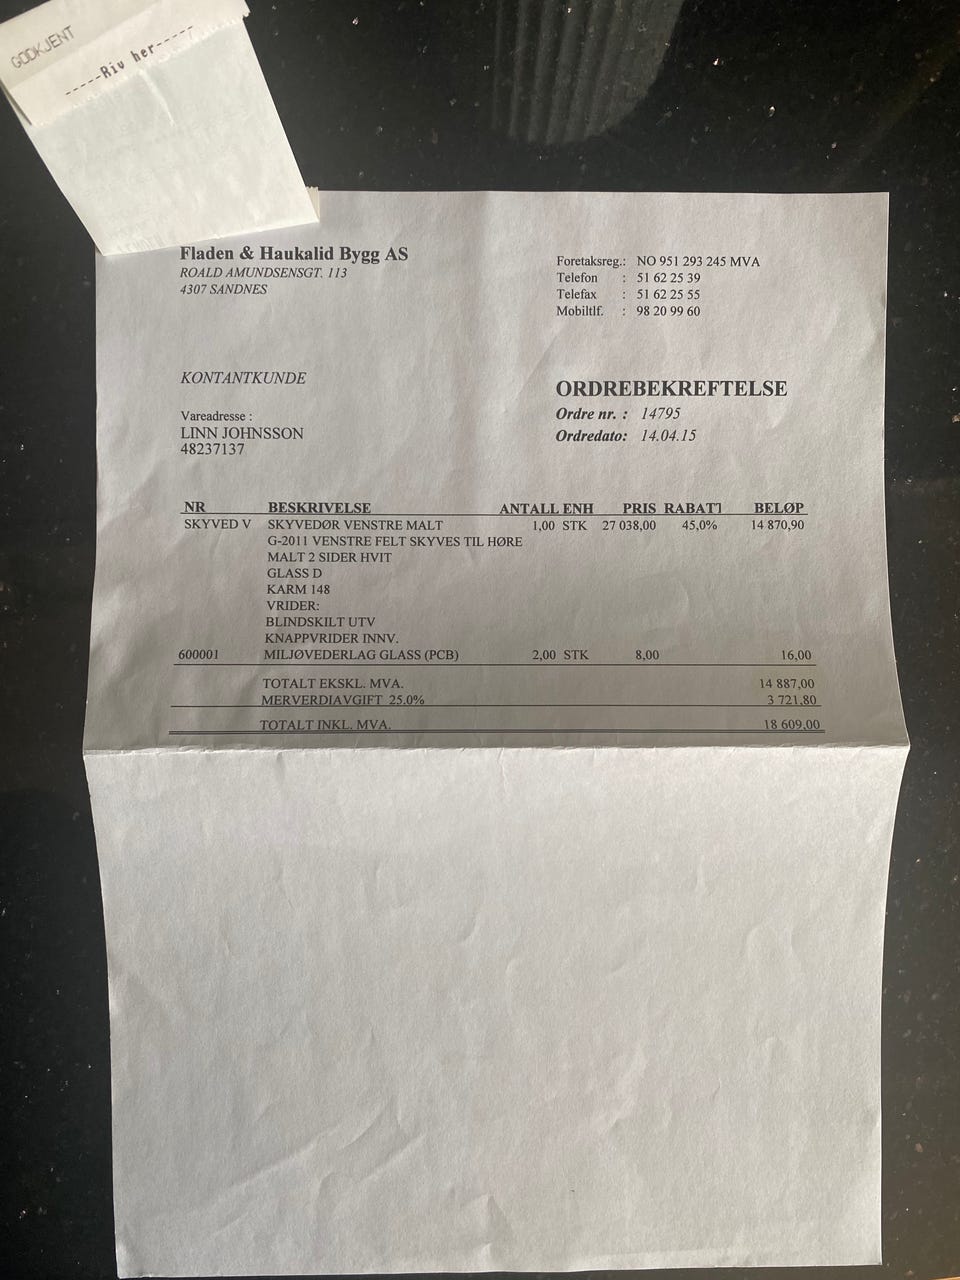 GODKJENT
-----Riv her-----
Fladen & Haukalid Bygg AS
ROALD AMUNDSENSGT. 113
4307 SANDNES
Foretaksreg.: NO 951 293 245 MVA
Telefon : 51 62 25 39
Telefax : 51 62 25 55
Mobiltlf. : 98 20 99 60
KONTANTKUNDE
ORDREBEKREFTELSE
Ordre nr. : 14795
Ordredato: 14.04.15
Vareadresse :
LINN JOHNSSON
48237137
NR BESKRIVELSE ANTALL ENH PRIS RABATT BELØP
SKYVED V SKYVEDØR VENSTRE MALT 1,00 STK 27 038,00 45,0% 14 870,90
G-2011 VENSTRE FELT SKYVES TIL HØRE
MALT 2 SIDER HVIT
GLASS D
KARM 148
VRIDER:
BLINDSKILT UTV
KNAPPVRIDER INNV.
600001 MILJØVEDERLAG GLASS (PCB) 2,00 STK 8,00 16,00
TOTALT EKSKL. MVA. 14 887,00
MERVERDIAVGIFT 25.0% 3 721,80
TOTALT INKL. MVA. 18 609,00